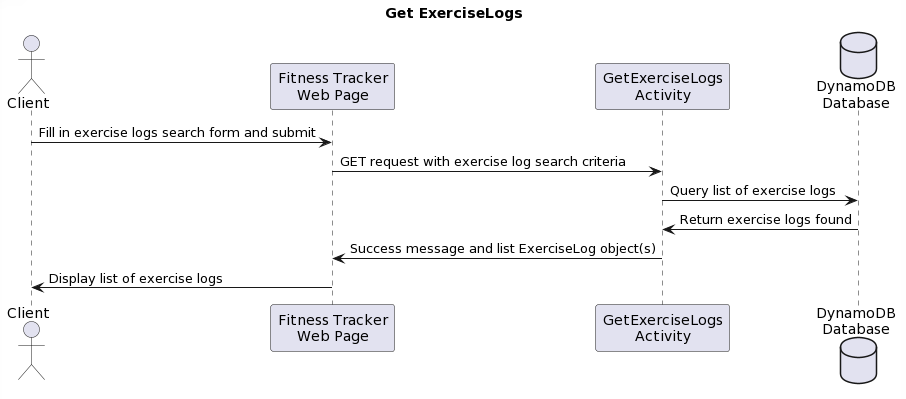 Get ExerciseLogs
Client
Fitness Tracker
Web Page
GetExerciseLogs
Activity
DynamoDB
Database
Fill in exercise logs search form and submit
GET request with exercise log search criteria
Query list of exercise logs
Return exercise logs found
Success message and list ExerciseLog object(s)
Display list of exercise logs
Client
Fitness Tracker
Web Page
GetExerciseLogs
Activity
DynamoDB
Database